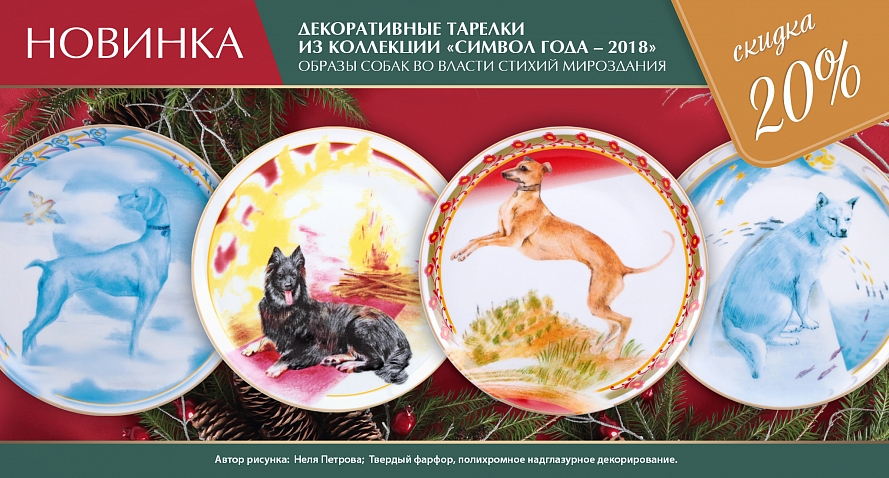 НОВИНКА
ДЕКОРАТИВНЫЕ ТАРЕЛКИ
ИЗ КОЛЛЕКЦИИ «СИМВОЛ ГОДА – 2018»
ОБРАЗЫ СОБАК ВО ВЛАСТИ СТИХИЙ МИРОЗДАНИЯ
скидка
20%
Автор рисунка: Неля Петрова; Твердый фарфор, полихромное надглазурное декорирование.